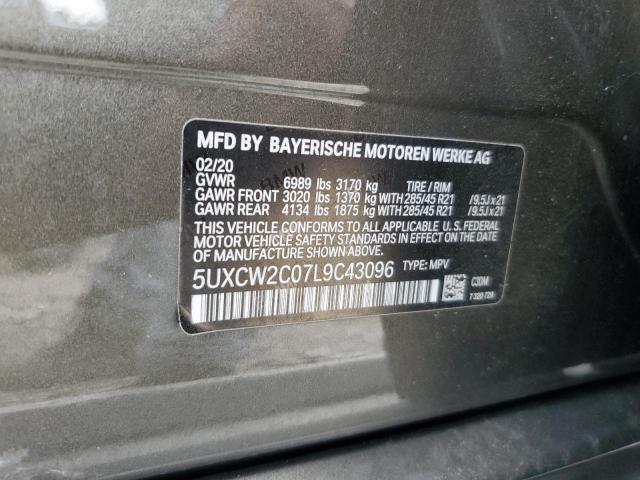 MFD BY BAYERISCHE MOTOREN WERKE AG
02/20
GVWR 6989 lbs 3170 kg TIRE / RIM
GAWR FRONT 3020 lbs 1370 kg WITH 285/45 R21 /9.5J x 21
GAWR REAR 4134 lbs 1875 kg WITH 285/45 R21 /9.5J x 21
THIS VEHICLE CONFORMS TO ALL APPLICABLE U.S. FEDERAL
MOTOR VEHICLE SAFETY STANDARDS IN EFFECT ON THE
DATE OF MANUFACTURE SHOWN ABOVE.
5UXCW2C07L9C43096 TYPE: MPV
C3DM